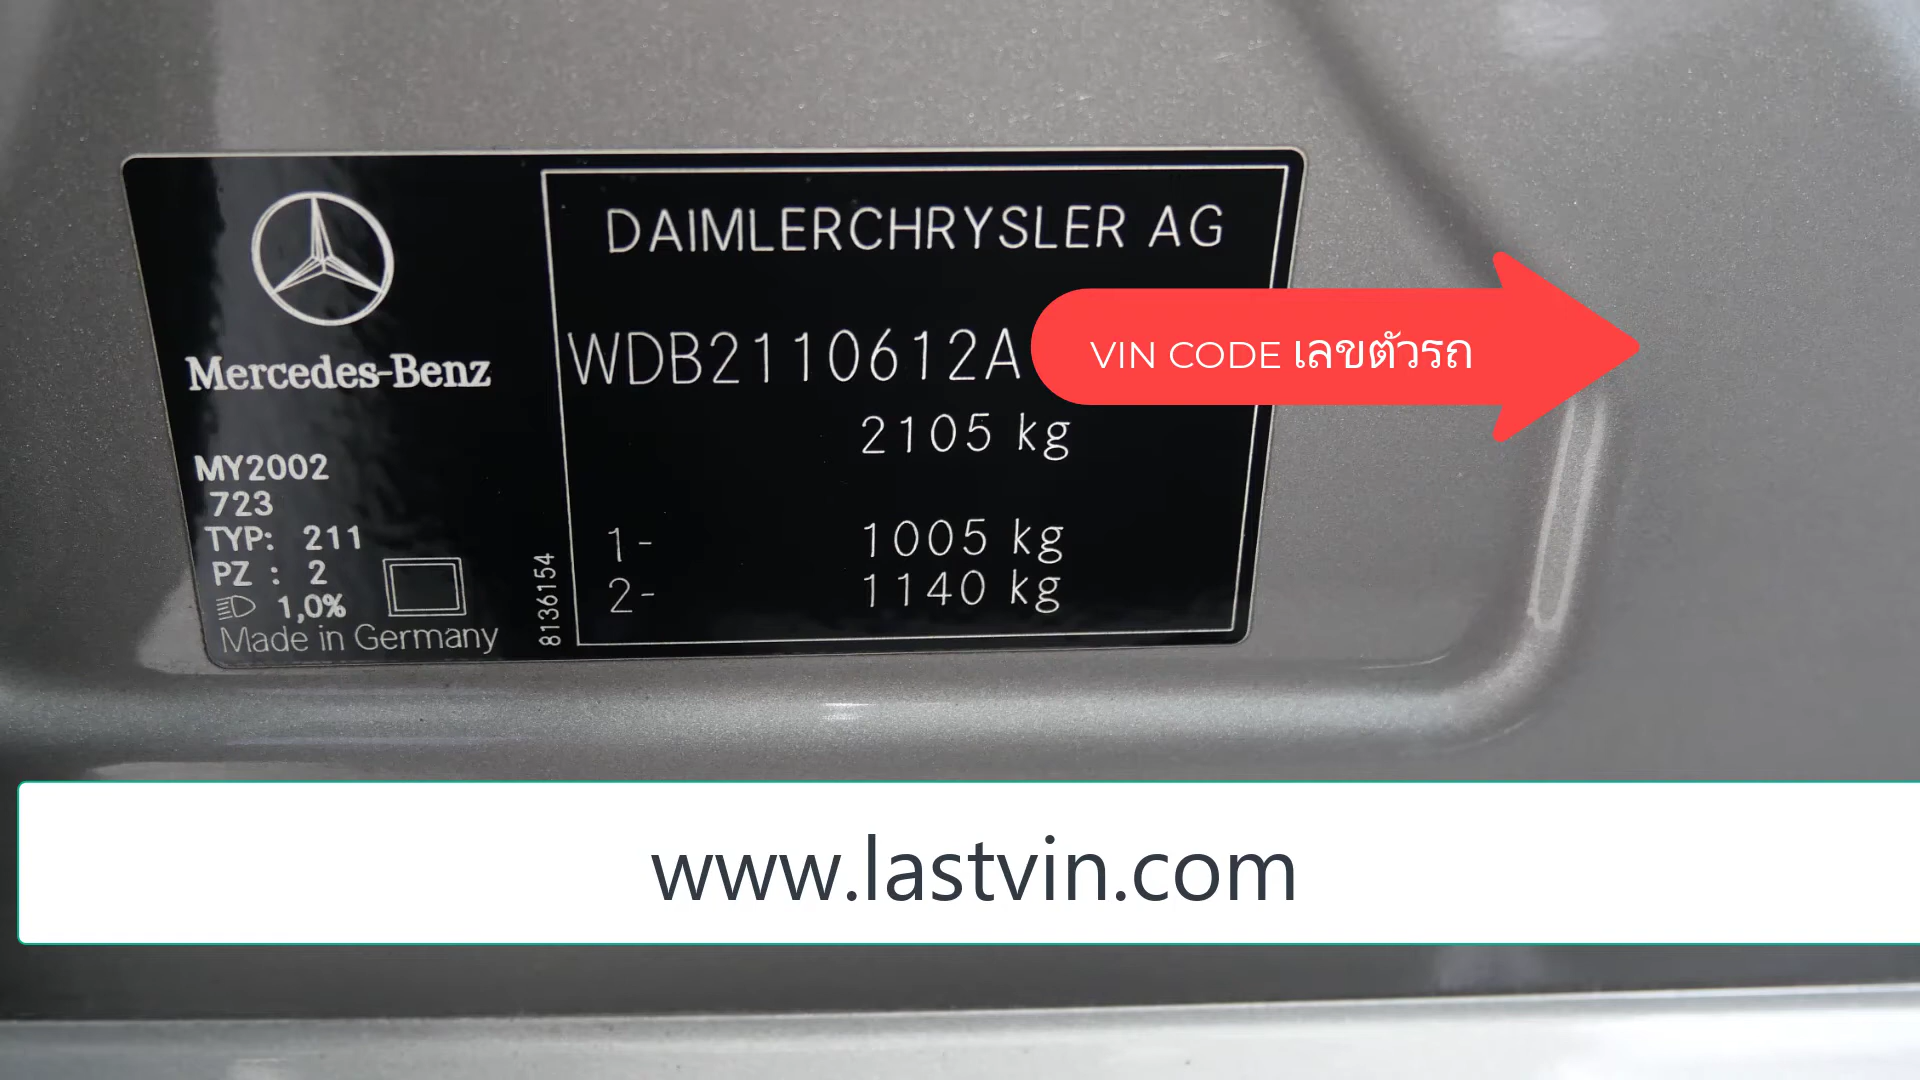 Mercedes-Benz
MY2002
723
TYP: 211
PZ : 2
1,0%
Made in Germany
8136154
DAIMLERCHRYSLER AG
WDB2110612A
VIN CODE เลขตัวรถ
2105 kg
1- 1005 kg
2- 1140 kg
www.lastvin.com